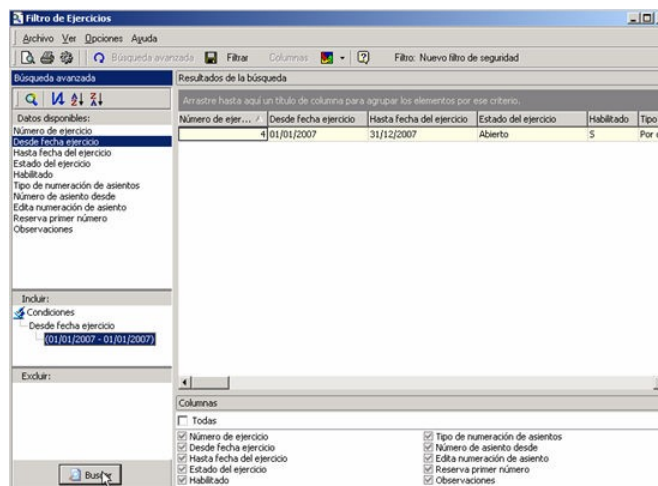 Filtro de Ejercicios
Archivo Ver Opciones Ayuda
Búsqueda avanzada Filtrar Columnas Filtro: Nuevo filtro de seguridad
Búsqueda avanzada
Datos disponibles:
Número de ejercicio
Desde fecha ejercicio
Hasta fecha del ejercicio
Estado del ejercicio
Habilitado
Tipo de numeración de asientos
Número de asiento desde
Edita numeración de asiento
Reserva primer número
Observaciones
Incluir:
Condiciones
Desde fecha ejercicio
(01/01/2007 - 01/01/2007)
Excluir:
Buscar
Resultados de la búsqueda
Arrastre hasta aquí un título de columna para agrupar los elementos por ese criterio.
Número de ejer... Desde fecha ejercicio Hasta fecha del ejercicio Estado del ejercicio Habilitado Tipo
4 01/01/2007 31/12/2007 Abierto S Por
Columnas
Todas
Número de ejercicio
Desde fecha ejercicio
Hasta fecha del ejercicio
Estado del ejercicio
Habilitado
Tipo de numeración de asientos
Número de asiento desde
Edita numeración de asiento
Reserva primer número
Observaciones